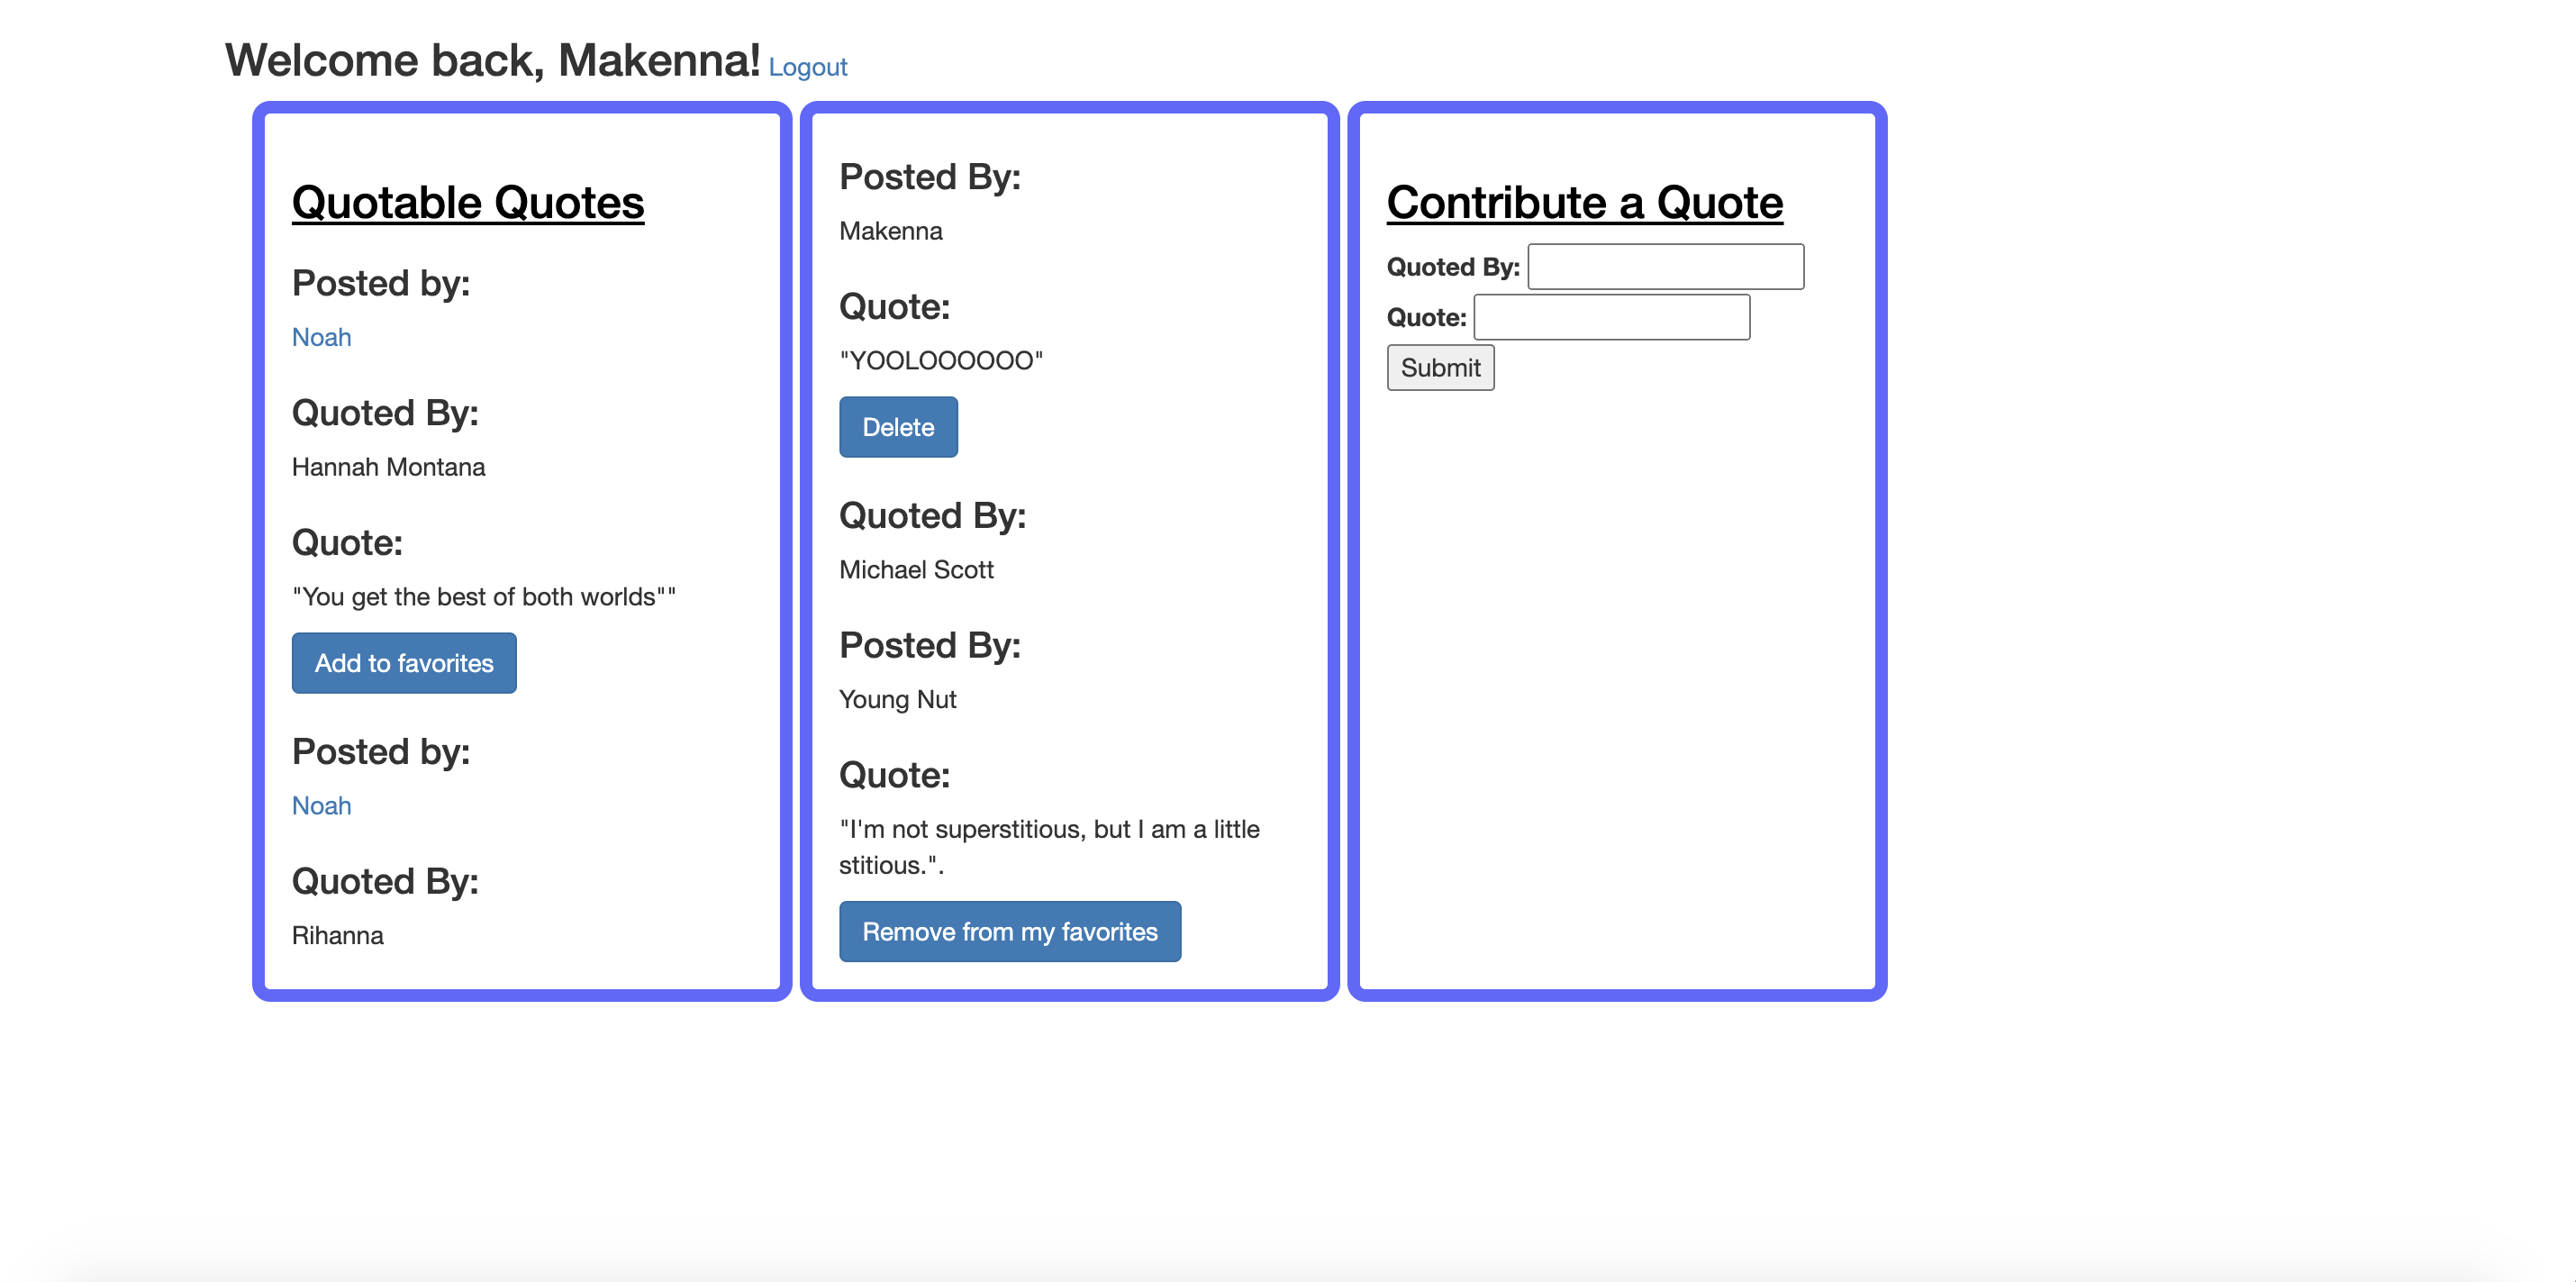 Welcome back, Makenna! Logout
Quotable Quotes
Posted by:
Noah
Quoted By:
Hannah Montana
Quote:
"You get the best of both worlds""
Add to favorites
Posted by:
Noah
Quoted By:
Rihanna
Posted By:
Makenna
Quote:
"YOOLOOOOOO"
Delete
Quoted By:
Michael Scott
Posted By:
Young Nut
Quote:
"I'm not superstitious, but I am a little
stitious.".
Remove from my favorites
Contribute a Quote
Quoted By:
Quote:
Submit